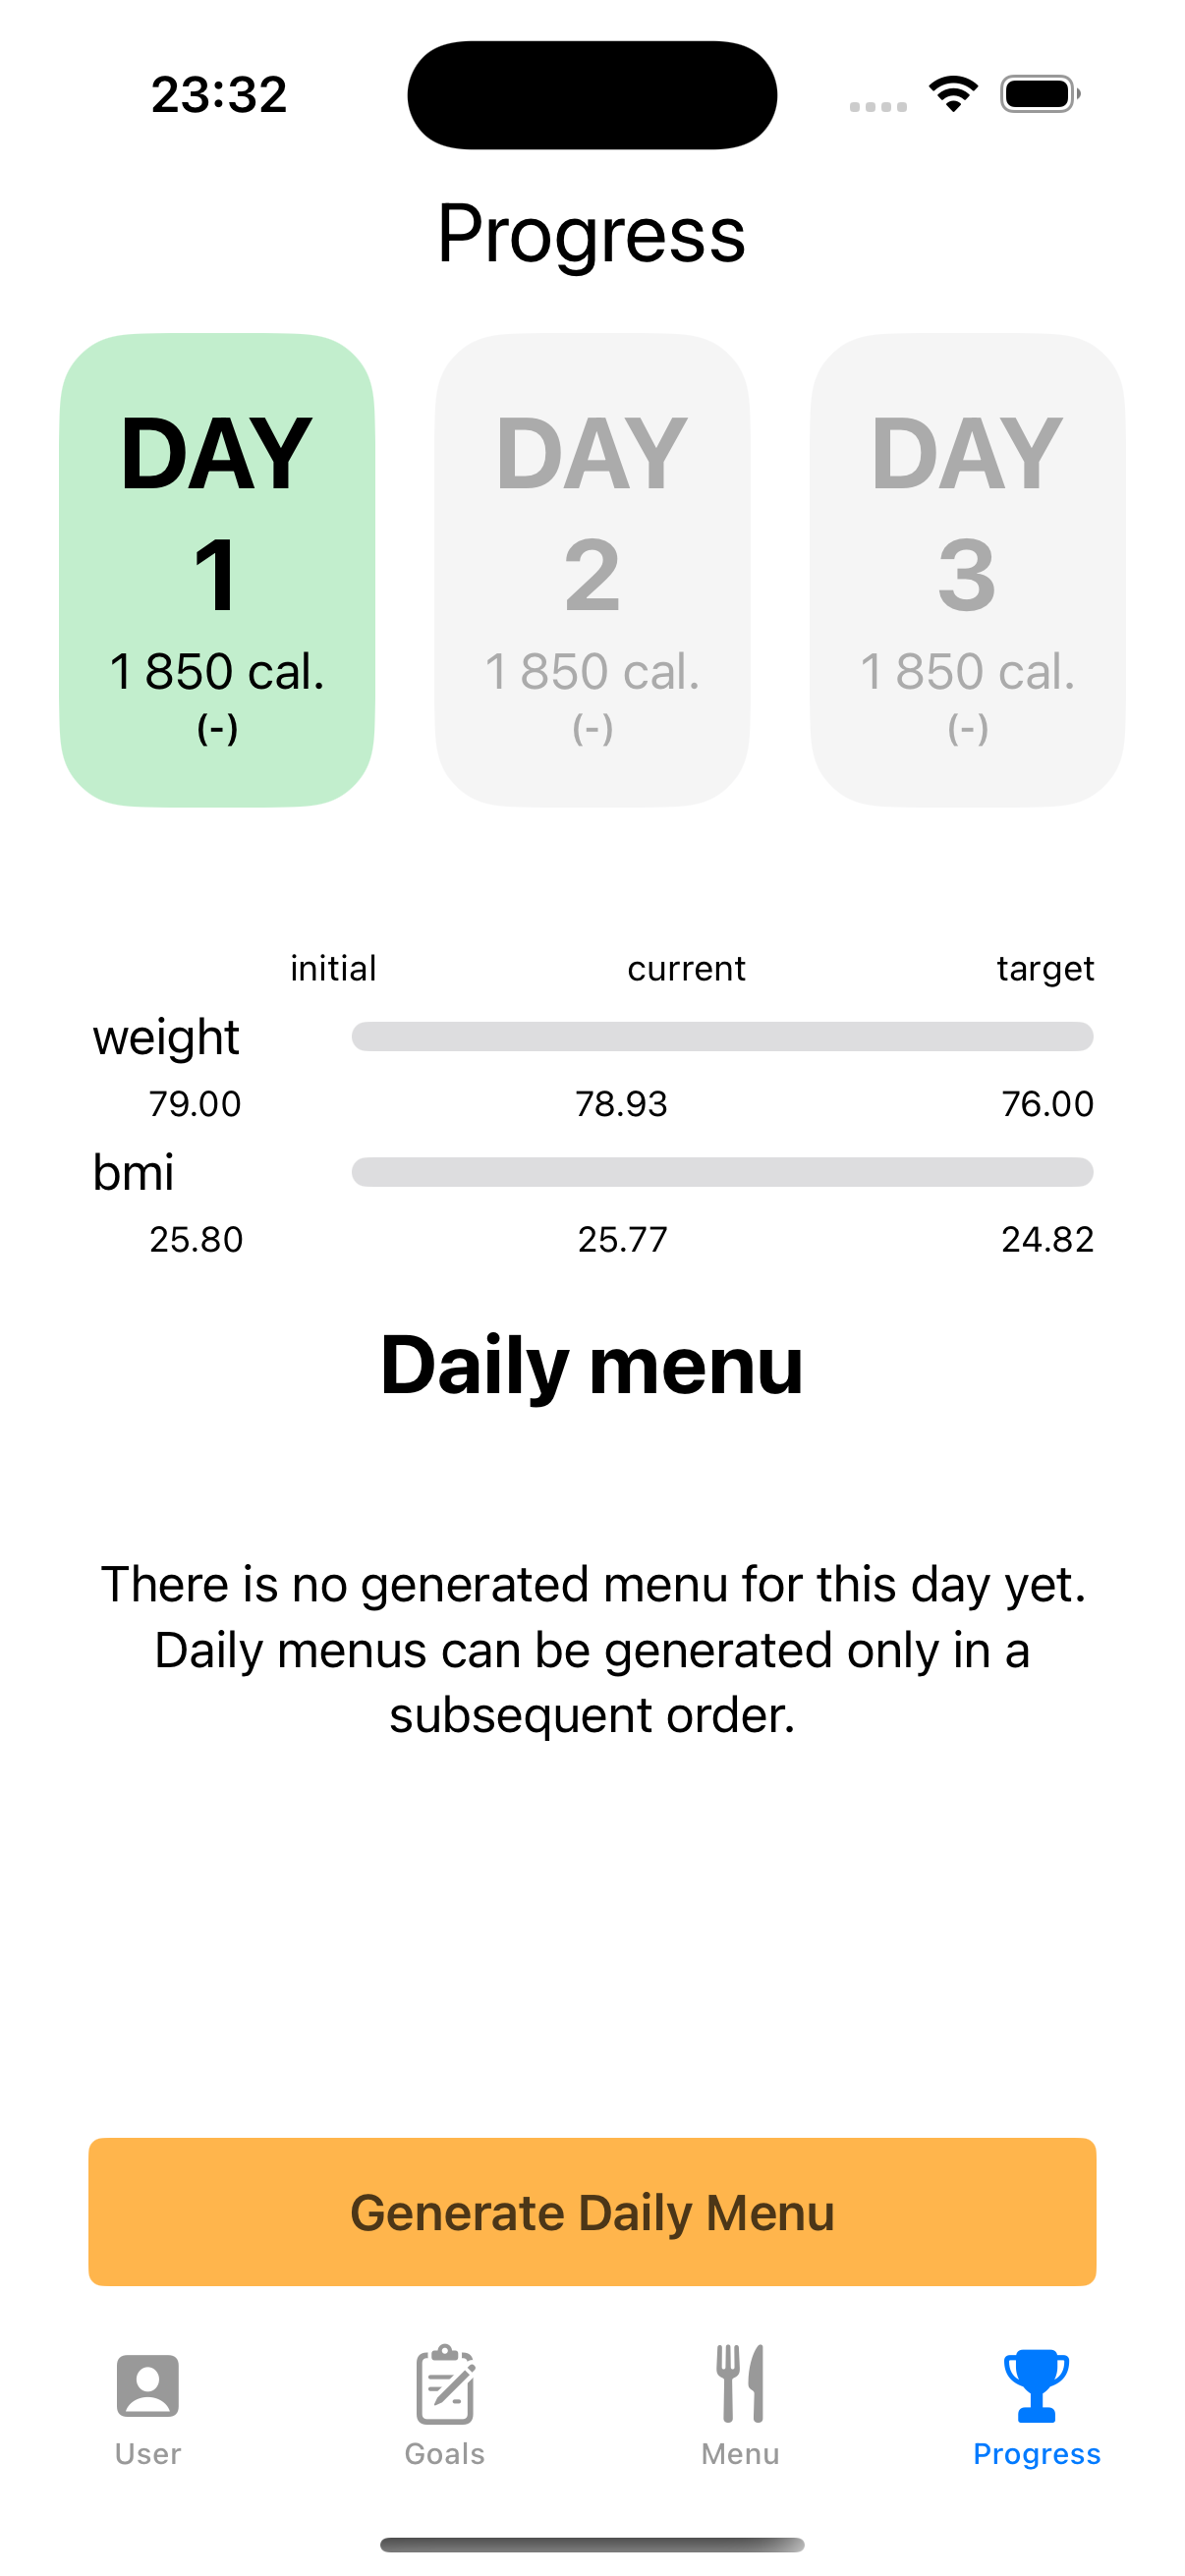 23:32
Progress
DAY
1
1 850 cal.
(-)
DAY
2
1 850 cal.
(-)
DAY
3
1 850 cal.
(-)
initial current target
weight
79.00 78.93 76.00
bmi
25.80 25.77 24.82
Daily menu
There is no generated menu for this day yet.
Daily menus can be generated only in a
subsequent order.
Generate Daily Menu
User Goals Menu Progress